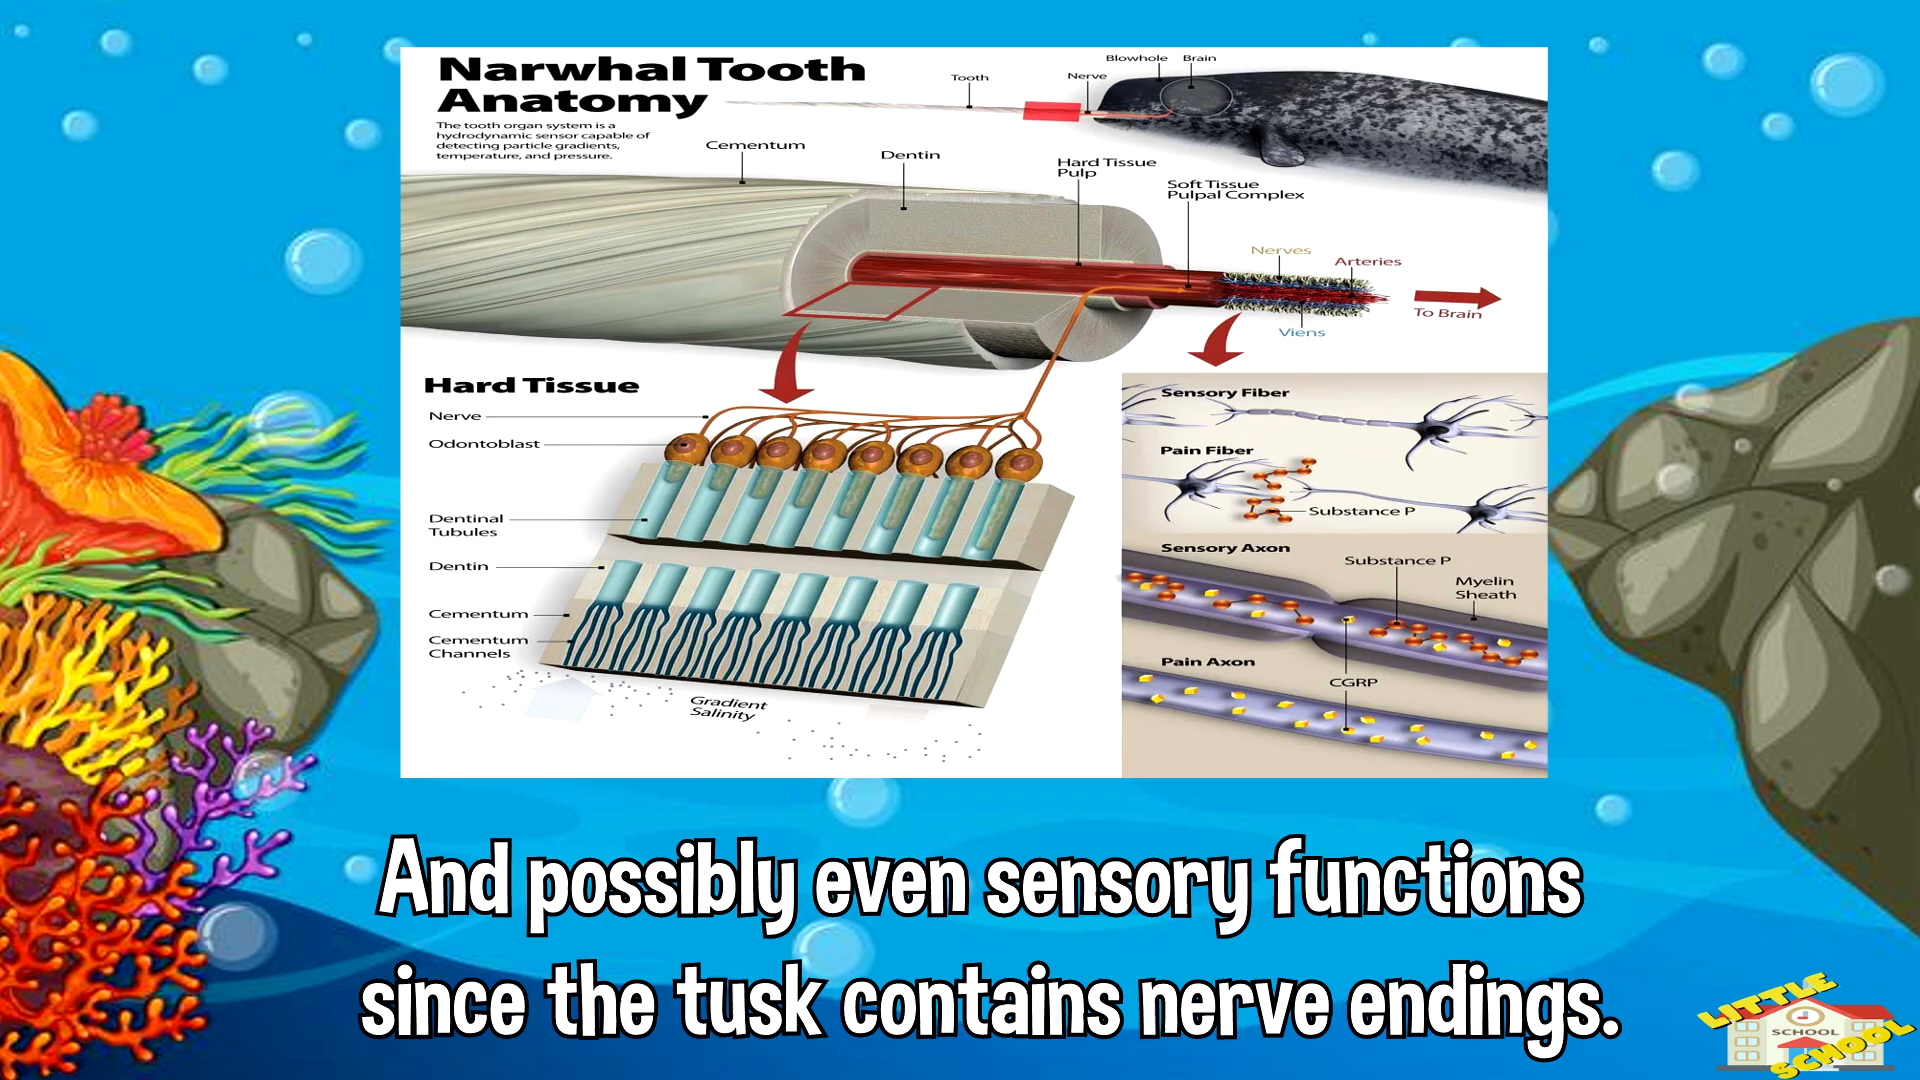 Narwhal Tooth
Anatomy
The tooth organ system is a
hydrodynamic sensor capable of
detecting particle gradients,
temperature, and pressure.
Blowhole
Brain
Tooth
Nerve
Cementum
Dentin
Hard Tissue
Pulp
Soft Tissue
Pulpal Complex
Nerves
Arteries
Viens
To Brain
Hard Tissue
Nerve
Odontoblast
Dentinal
Tubules
Dentin
Cementum
Cementum
Channels
Gradient
Salinity
Sensory Fiber
Pain Fiber
Substance P
Sensory Axon
Substance P
Myelin
Sheath
Pain Axon
CGRP
And possibly even sensory functions
since the tusk contains nerve endings.
LITTLE
SCHOOL
SCHOOL